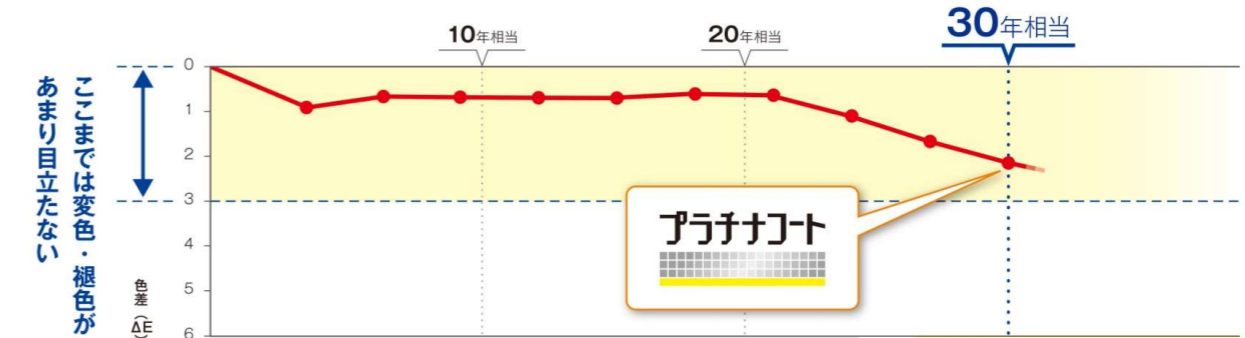 10年相当
20年相当
30年相当
ここまでは変色・褪色が
あまり目立たない
0
1
2
3
4
5
6
色差（ΔE）
プラチナコート